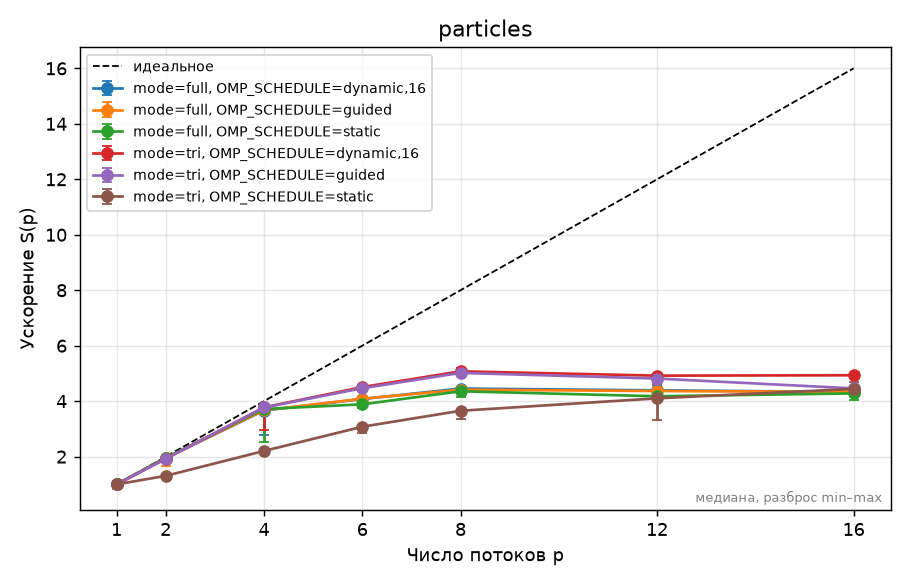 particles
идеальное
mode=full, OMP_SCHEDULE=dynamic,16
mode=full, OMP_SCHEDULE=guided
mode=full, OMP_SCHEDULE=static
mode=tri, OMP_SCHEDULE=dynamic,16
mode=tri, OMP_SCHEDULE=guided
mode=tri, OMP_SCHEDULE=static
Ускорение S(p)
16
14
12
10
8
6
4
2
медиана, разброс min–max
1 2 4 6 8 12 16
Число потоков p